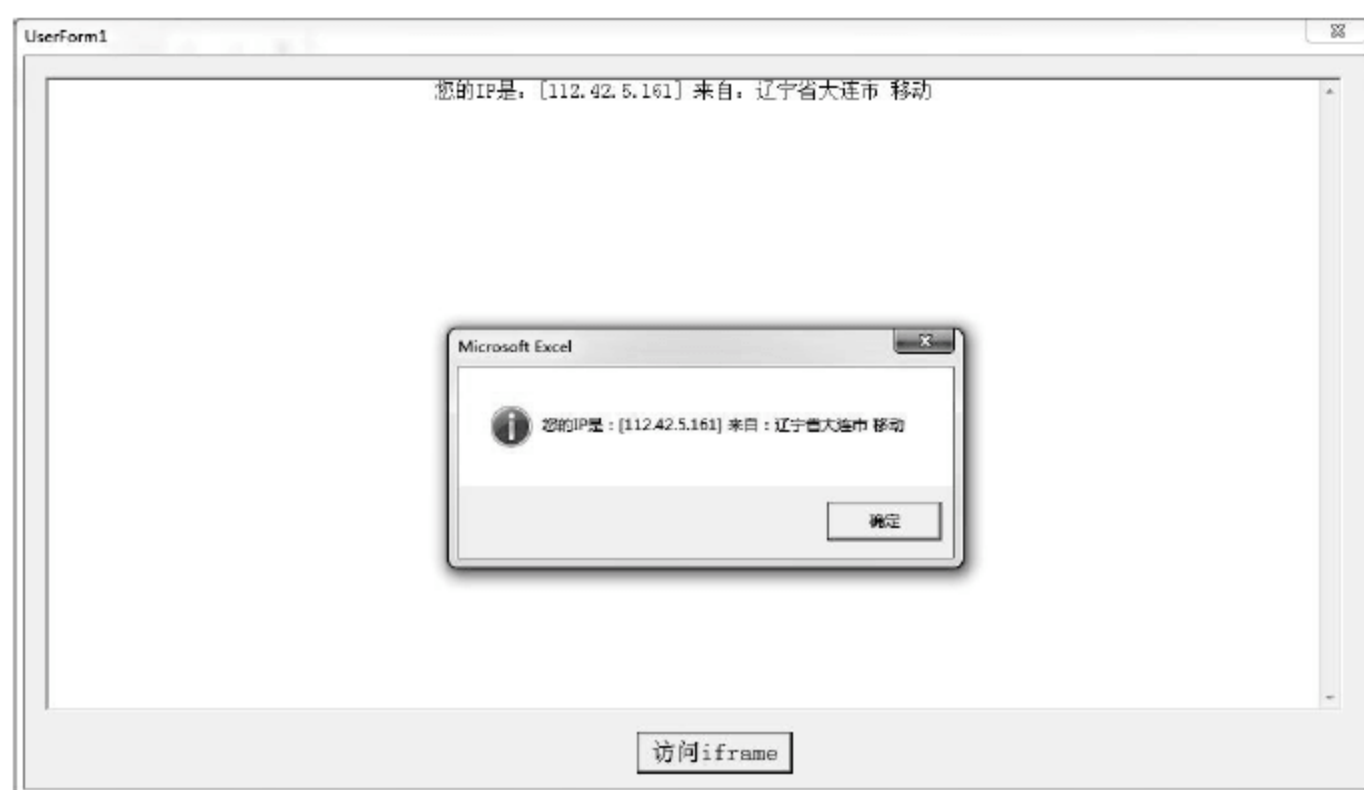 UserForm1
您的IP是：[112.42.5.161] 来自：辽宁省大连市 移动
Microsoft Excel
您的IP是：[112.42.5.161] 来自：辽宁省大连市 移动
确定
访问iframe